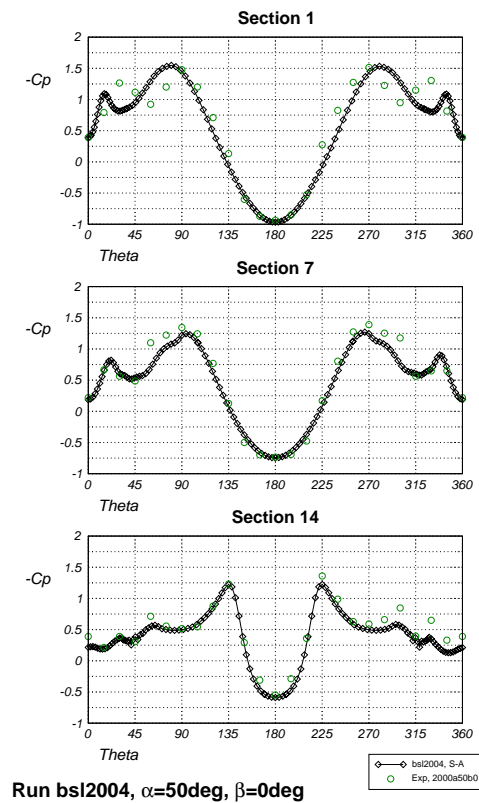 Section 1
2
-Cp
1.5
1
0.5
0
-0.5
-1
0 45 90 135 180 225 270 315 360
Theta
Section 7
2
-Cp
1.5
1
0.5
0
-0.5
-1
0 45 90 135 180 225 270 315 360
Theta
Section 14
2
-Cp
1.5
1
0.5
0
-0.5
-1
0 45 90 135 180 225 270 315 360
Theta
bsl2004, S-A
Exp, 2000a50b0
Run bsl2004, α=50deg, β=0deg